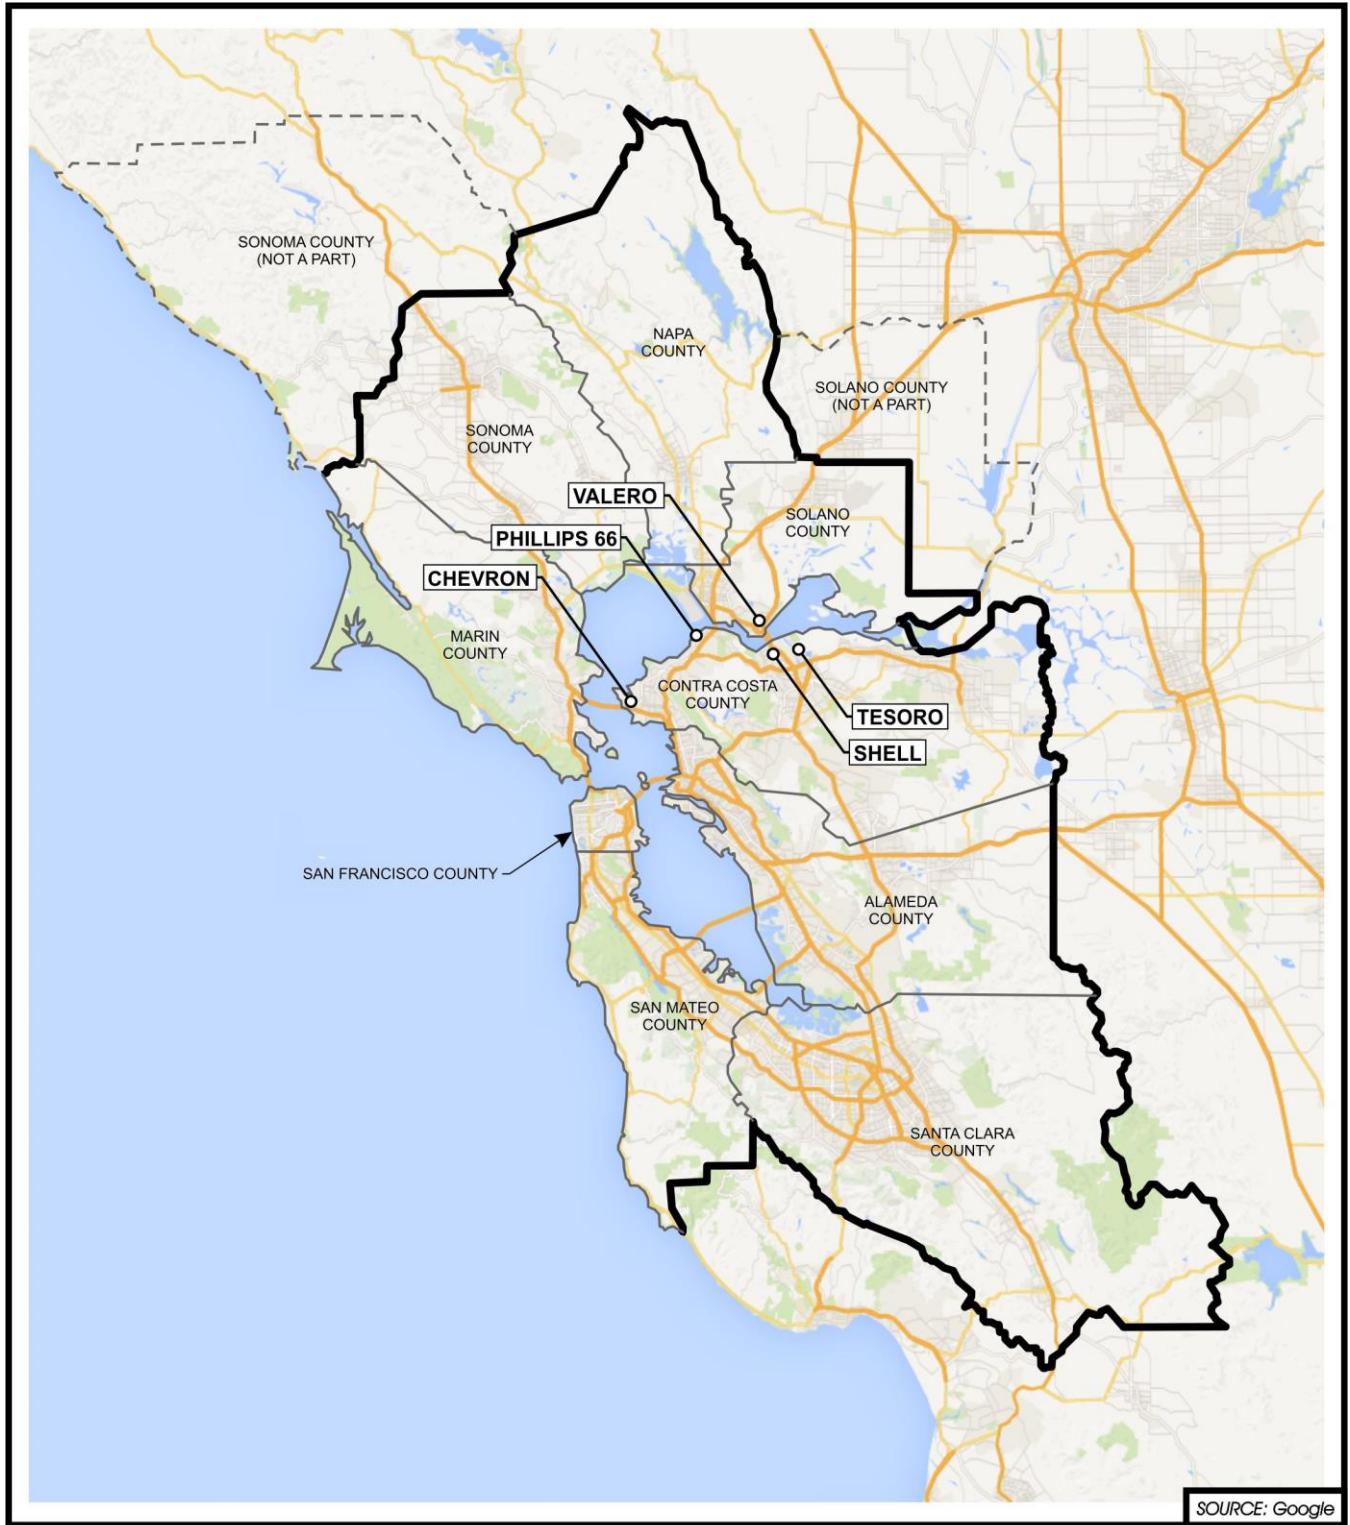 SONOMA COUNTY
(NOT A PART)
NAPA
COUNTY
SOLANO COUNTY
(NOT A PART)
SONOMA
COUNTY
VALERO
SOLANO
COUNTY
PHILLIPS 66
CHEVRON
MARIN
COUNTY
CONTRA COSTA
COUNTY
TESORO
SHELL
SAN FRANCISCO COUNTY
ALAMEDA
COUNTY
SAN MATEO
COUNTY
SANTA CLARA
COUNTY
SOURCE: Google